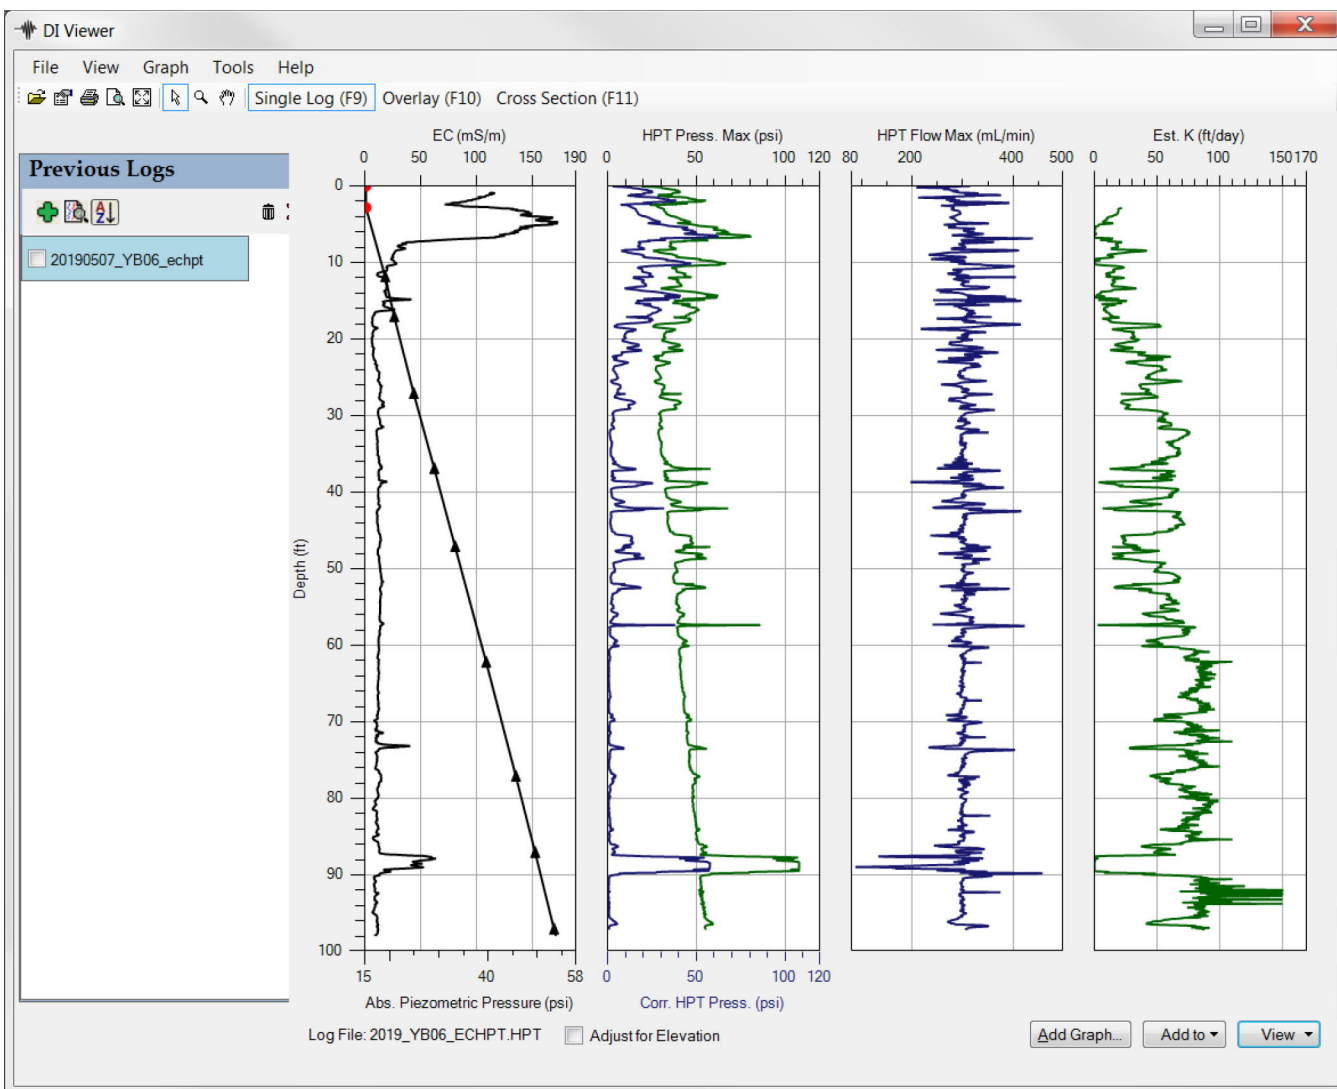 DI Viewer
File View Graph Tools Help
Single Log (F9) Overlay (F10) Cross Section (F11)
Previous Logs
A
Z
20190507_YB06_echpt
EC (mS/m) HPT Press. Max (psi) HPT Flow Max (mL/min) Est. K (ft/day)
0 50 100 150 190 0 50 100 120 80 200 400 500 0 50 100 150 170
0
10
20
30
40
50
60
70
80
90
100
Depth (ft)
15 40 58 0 50 100 120
Abs. Piezometric Pressure (psi) Corr. HPT Press. (psi)
Log File: 2019_YB06_ECHPT.HPT Adjust for Elevation Add Graph... Add to View